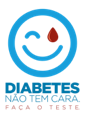 DIABETES
NÃO TEM CARA.
FAÇA O TESTE